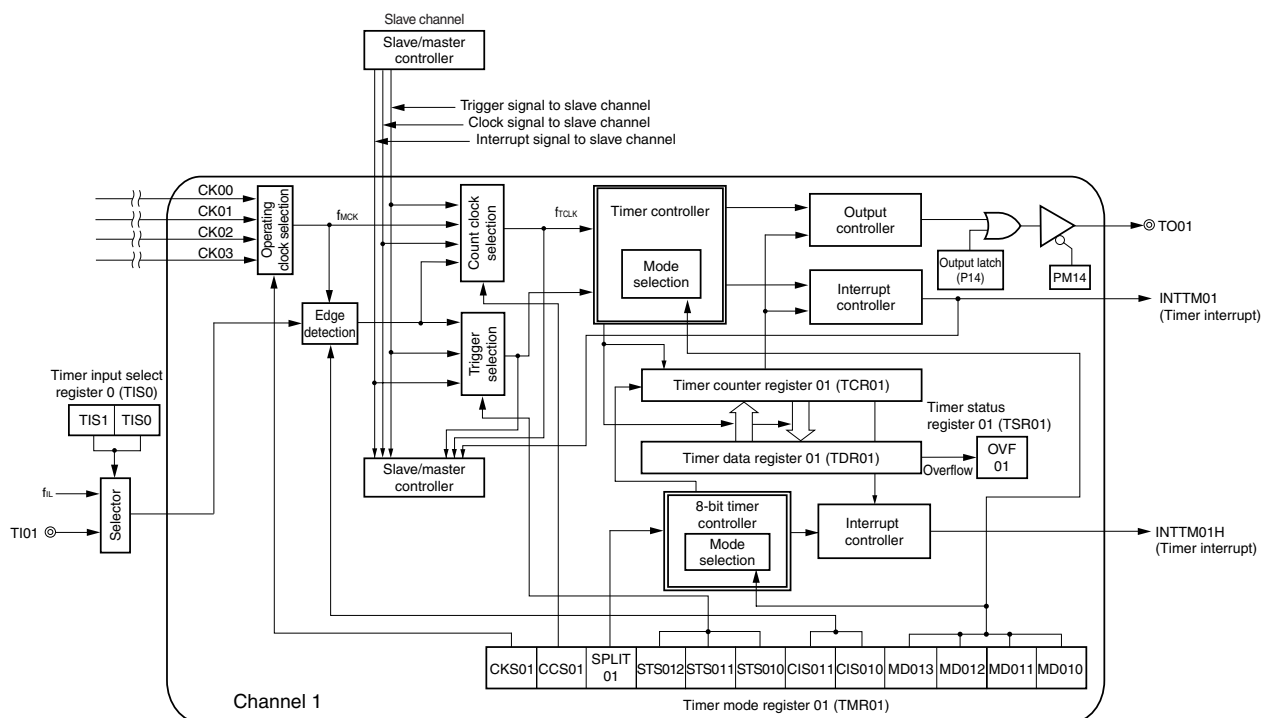 Slave channel
Slave/master
controller
Trigger signal to slave channel
Clock signal to slave channel
Interrupt signal to slave channel
CK00
CK01
CK02
CK03
Operating
clock selection
fMCK
Count clock
selection
fTCLK
Timer controller
Mode
selection
Output
controller
Output latch
(P14)
PM14
TO01
Interrupt
controller
INTTM01
(Timer interrupt)
Edge
detection
Trigger
selection
Timer input select
register 0 (TIS0)
TIS1
TIS0
fIL
TI01
Selector
Slave/master
controller
Timer counter register 01 (TCR01)
Timer data register 01 (TDR01)
Timer status
register 01 (TSR01)
Overflow
OVF
01
8-bit timer
controller
Mode
selection
Interrupt
controller
INTTM01H
(Timer interrupt)
CKS01
CCS01
SPLIT
01
STS012
STS011
STS010
CIS011
CIS010
MD013
MD012
MD011
MD010
Channel 1
Timer mode register 01 (TMR01)